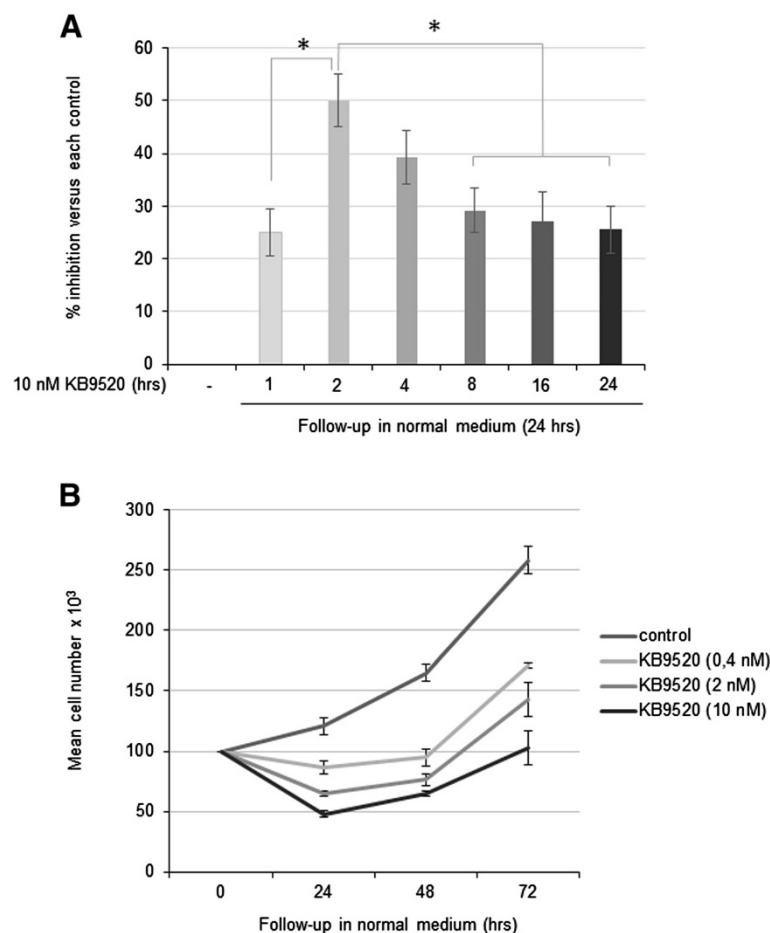 A
*
*
60
50
40
30
20
10
0
% inhibition versus each control
10 nM KB9520 (hrs) - 1 2 4 8 16 24
Follow-up in normal medium (24 hrs)
B
300
250
200
150
100
50
0
Mean cell number x 10³
0 24 48 72
Follow-up in normal medium (hrs)
control
KB9520 (0,4 nM)
KB9520 (2 nM)
KB9520 (10 nM)